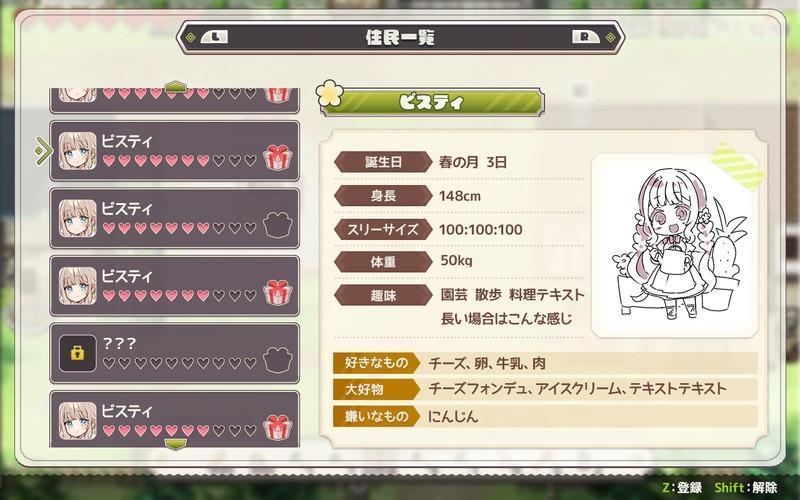 L
住民一覧
R
ビスティ
ビスティ
ビスティ
???
ビスティ
ビスティ
誕生日 春の月 3日
身長 148cm
スリーサイズ 100:100:100
体重 50kg
趣味 園芸 散歩 料理テキスト
長い場合はこんな感じ
好きなもの チーズ、卵、牛乳、肉
大好物 チーズフォンデュ、アイスクリーム、テキストテキスト
嫌いなもの にんじん
Z:登録 Shift:解除